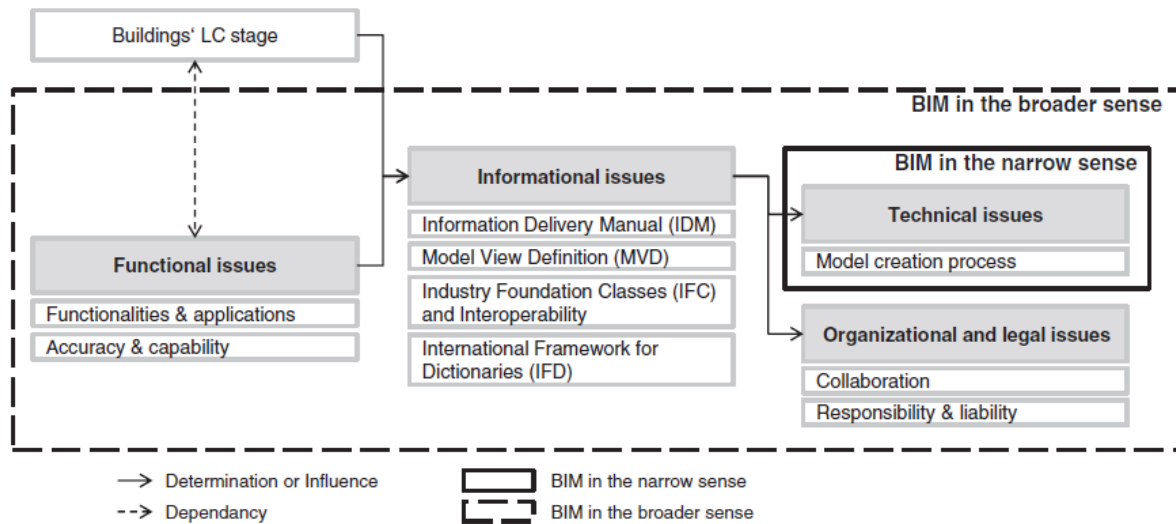 Buildings‘ LC stage
BIM in the broader sense
BIM in the narrow sense
Informational issues
Technical issues
Information Delivery Manual (IDM)
Model View Definition (MVD)
Model creation process
Functional issues
Functionalities & applications
Accuracy & capability
Industry Foundation Classes (IFC)
and Interoperability
International Framework for
Dictionaries (IFD)
Organizational and legal issues
Collaboration
Responsibility & liability
Determination or Influence
BIM in the narrow sense
Dependancy
BIM in the broader sense